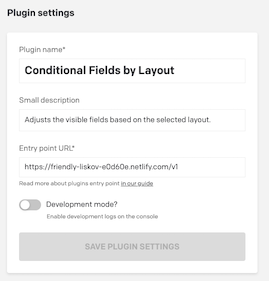 Plugin settings
Plugin name*
Conditional Fields by Layout
Small description
Adjusts the visible fields based on the selected layout.
Entry point URL*
https://friendly-liskov-e0d60e.netlify.com/v1
Read more about plugins entry point in our guide
Development mode?
Enable development logs on the console
SAVE PLUGIN SETTINGS